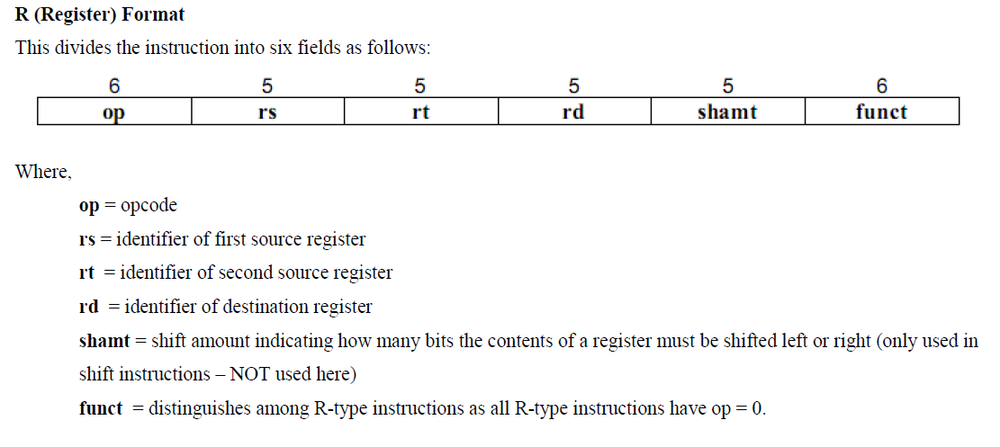 R (Register) Format
This divides the instruction into six fields as follows:
6 5 5 5 5 6
op rs rt rd shamt funct
Where,
op = opcode
rs = identifier of first source register
rt = identifier of second source register
rd = identifier of destination register
shamt = shift amount indicating how many bits the contents of a register must be shifted left or right (only used in
shift instructions – NOT used here)
funct = distinguishes among R-type instructions as all R-type instructions have op = 0.